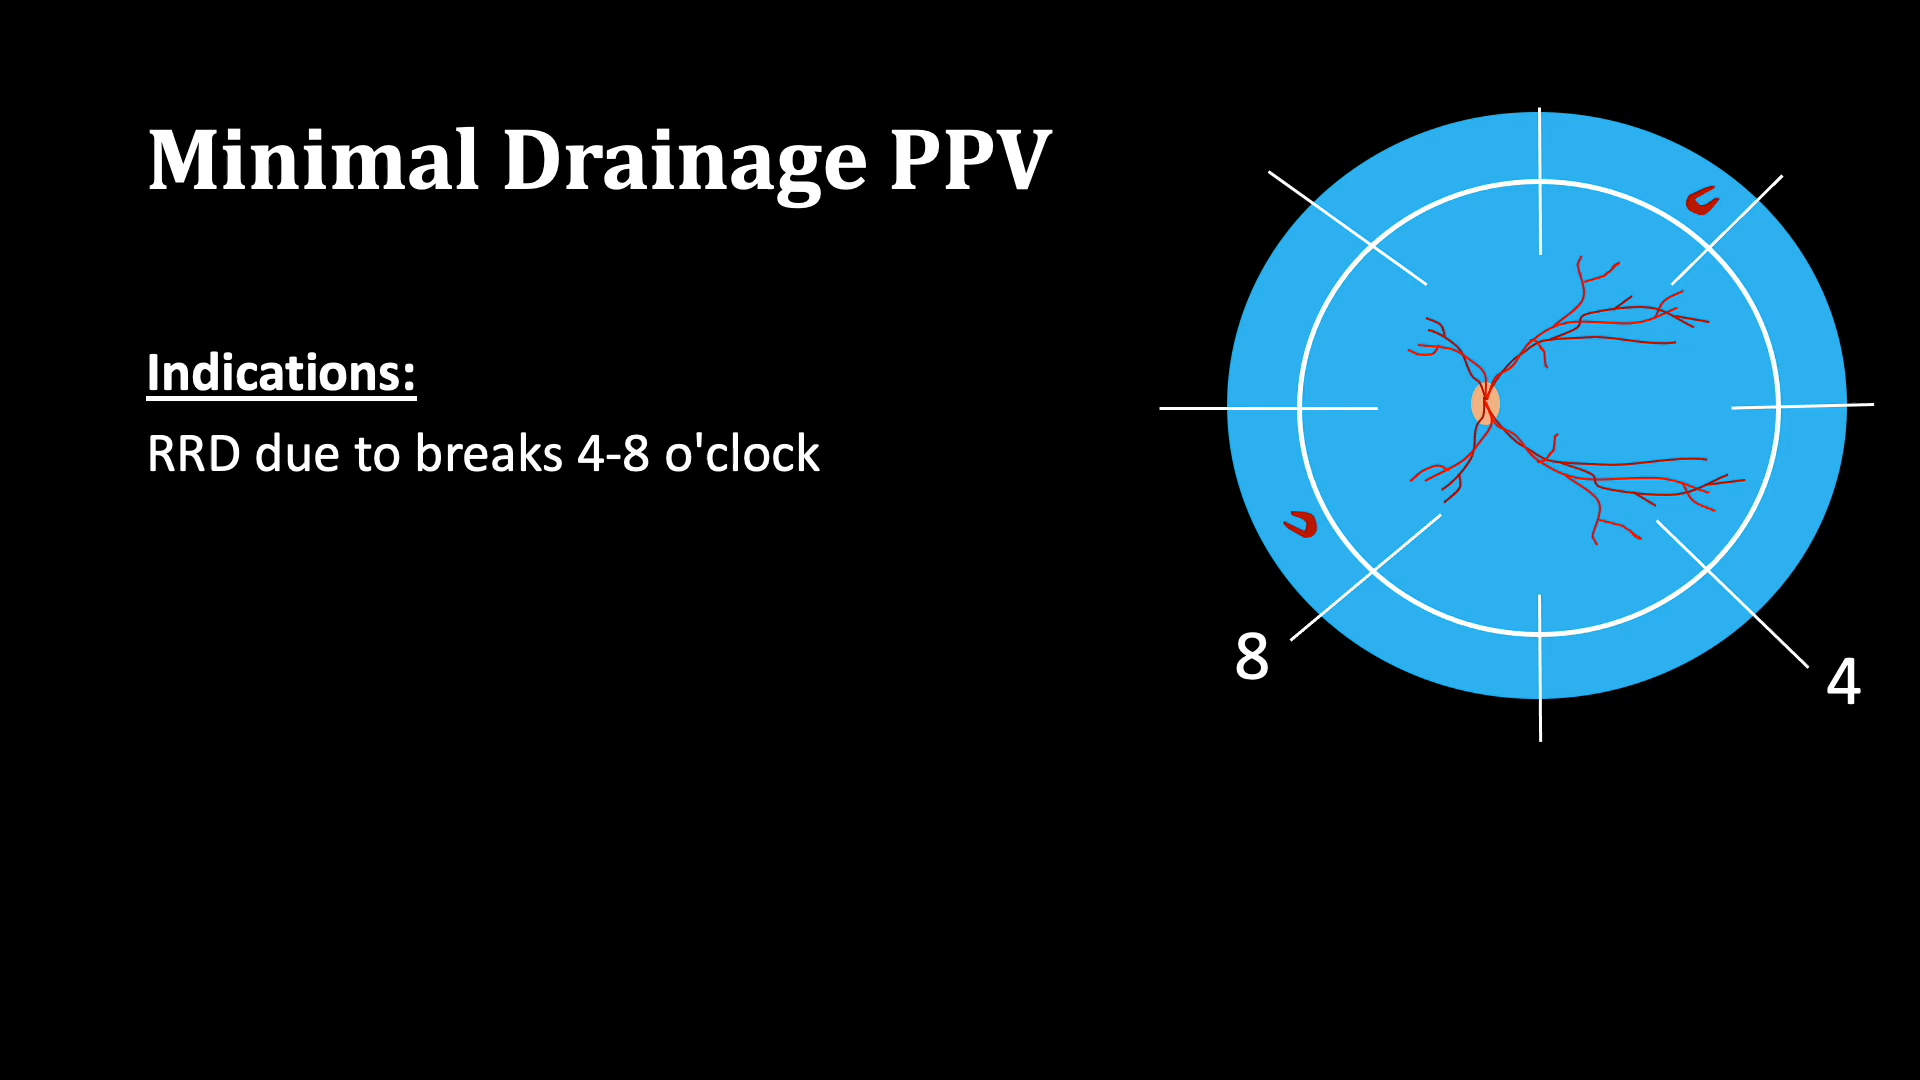 Minimal Drainage PPV
Indications:
RRD due to breaks 4-8 o'clock
8
4